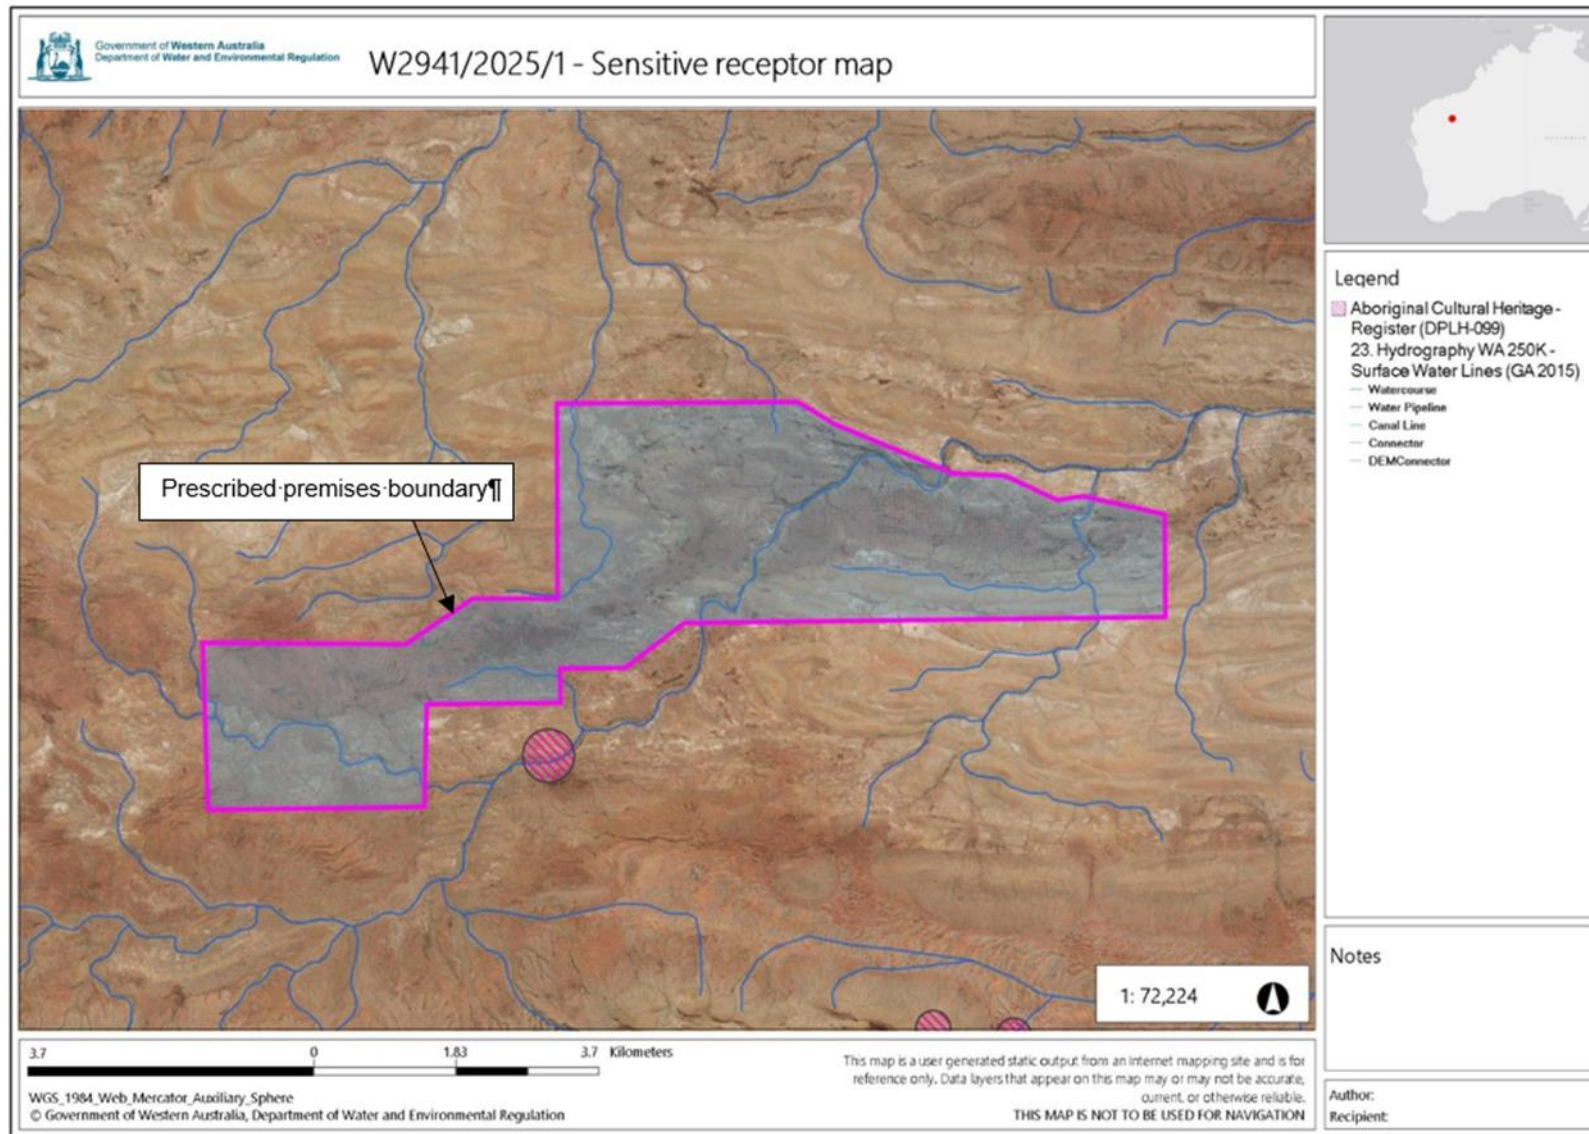 Government of Western Australia
Department of Water and Environmental Regulation
W2941/2025/1 - Sensitive receptor map
Prescribed·premises·boundary¶
Legend
Aboriginal Cultural Heritage -
Register (DPLH-099)
23. Hydrography WA 250K -
Surface Water Lines (GA 2015)
Watercourse
Water Pipeline
Canal Line
Connector
DEMConnector
Notes
1: 72,224
3.7 0 1.83 3.7 Kilometers
WGS_1984_Web_Mercator_Auxiliary_Sphere
© Government of Western Australia, Department of Water and Environmental Regulation
This map is a user generated static output from an Internet mapping site and is for
reference only. Data layers that appear on this map may or may not be accurate,
current, or otherwise reliable.
THIS MAP IS NOT TO BE USED FOR NAVIGATION
Author:
Recipient: